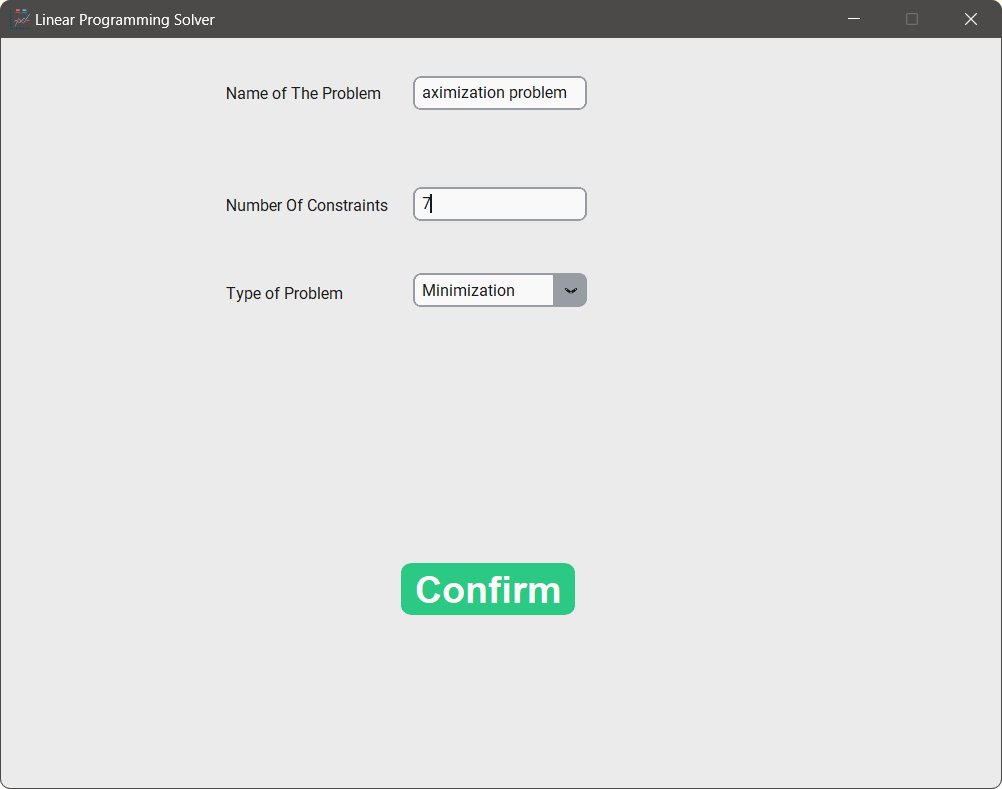 Linear Programming Solver
Name of The Problem
aximization problem
Number Of Constraints
7
Type of Problem
Minimization
Confirm